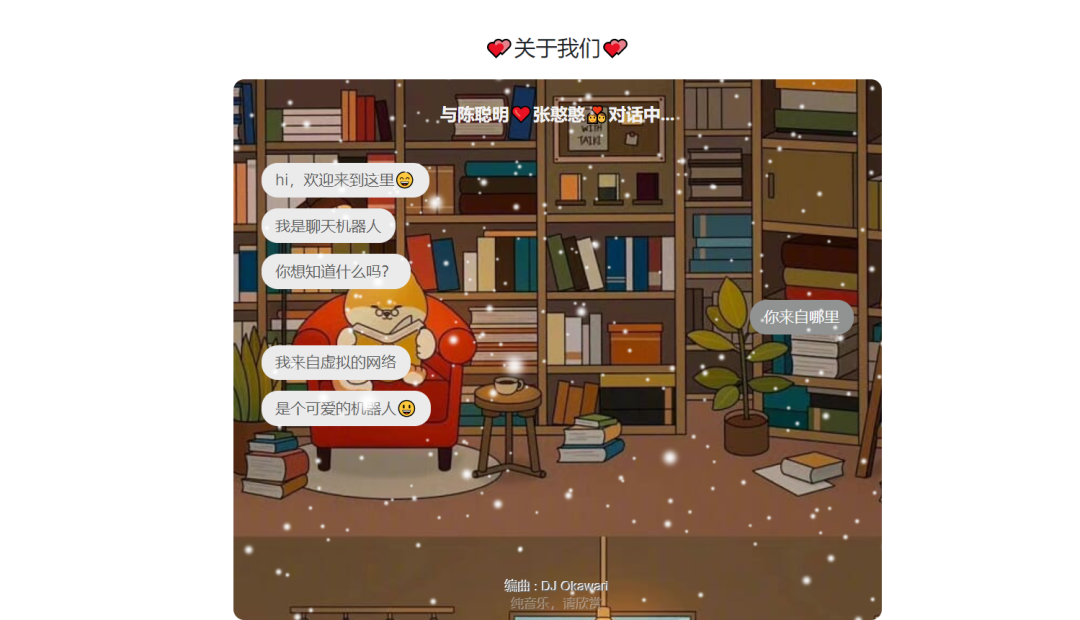 💕关于我们💕
与陈聪明❤️张憨憨👩‍❤️‍👨对话中...
WITH
TALK!
hi，欢迎来到这里😄
我是聊天机器人
你想知道什么吗?
你来自哪里
我来自虚拟的网络
是个可爱的机器人😃
编曲 : DJ Okawari
纯音乐，请欣赏